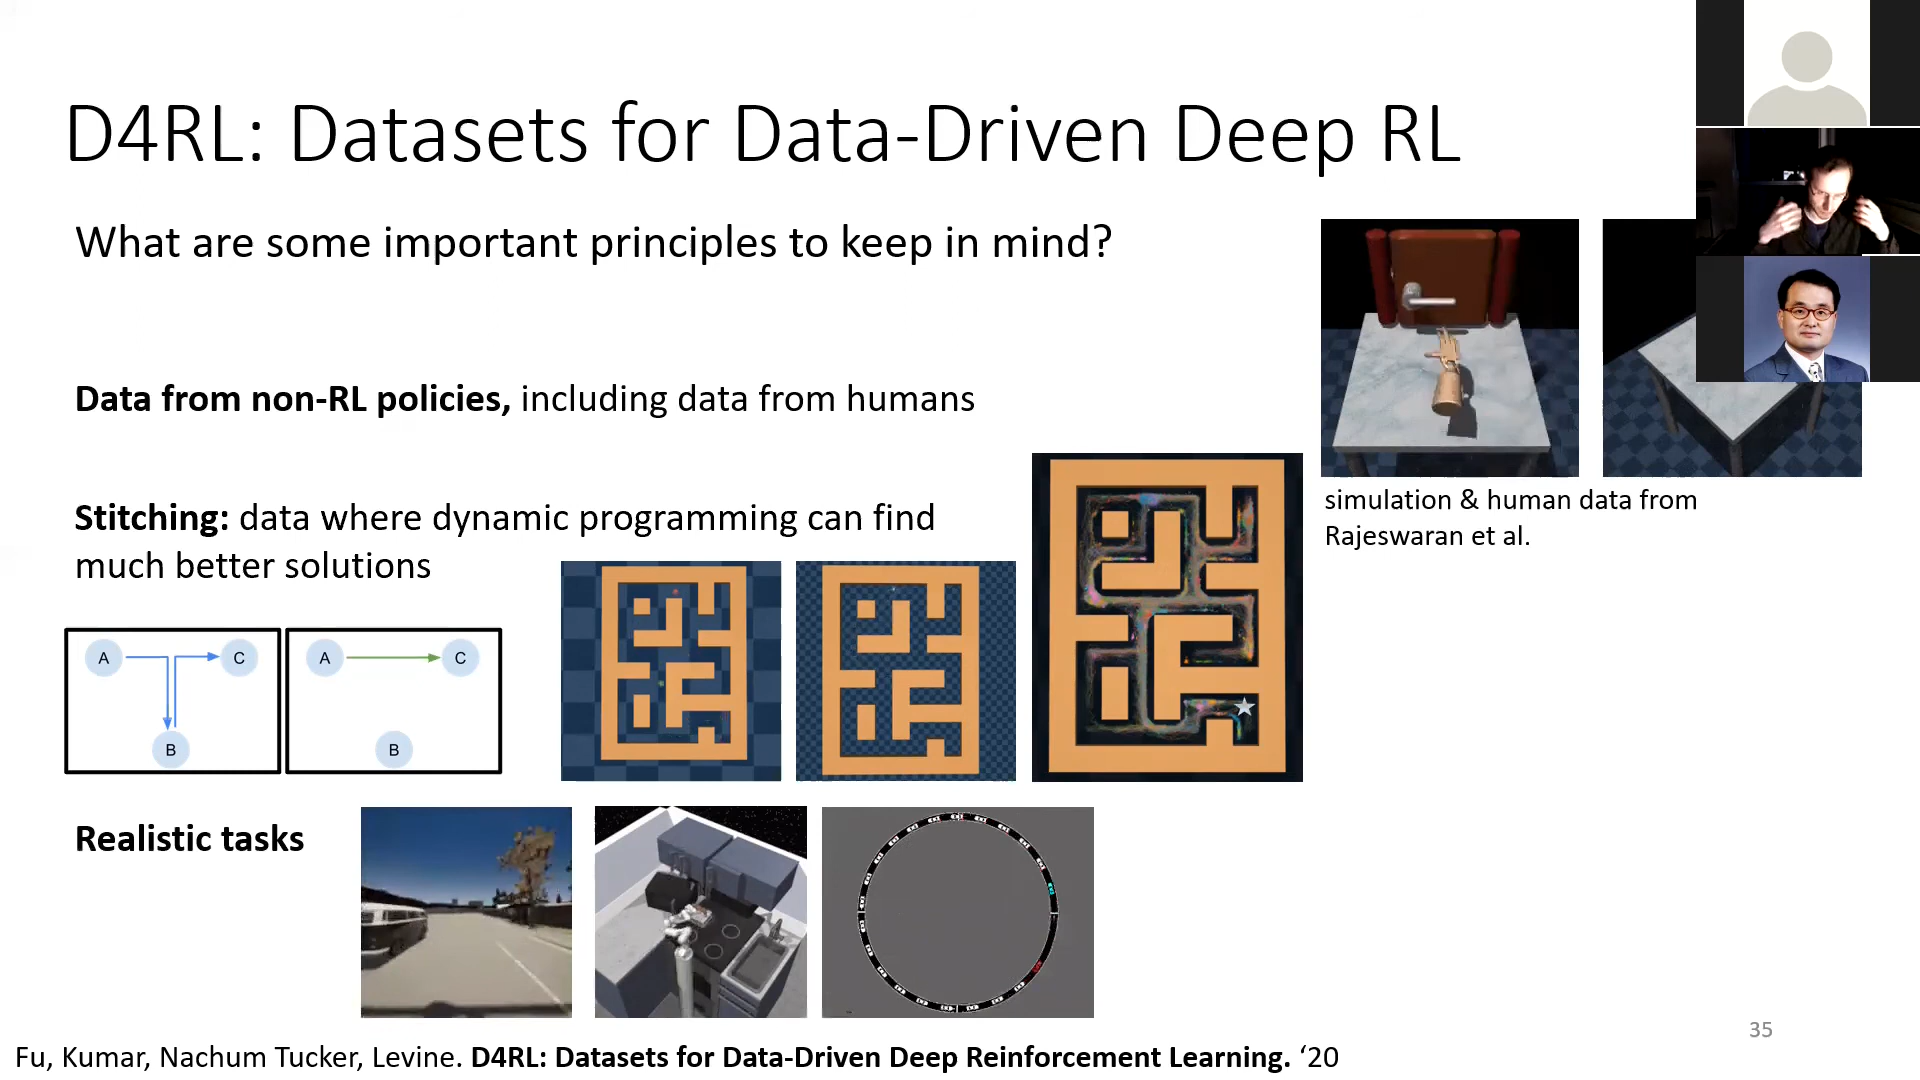 D4RL: Datasets for Data-Driven Deep RL
What are some important principles to keep in mind?
Data from non-RL policies, including data from humans
simulation & human data from
Rajeswaran et al.
Stitching: data where dynamic programming can find
much better solutions
A C
B
A C
B
Realistic tasks
35
Fu, Kumar, Nachum Tucker, Levine. D4RL: Datasets for Data-Driven Deep Reinforcement Learning. ‘20